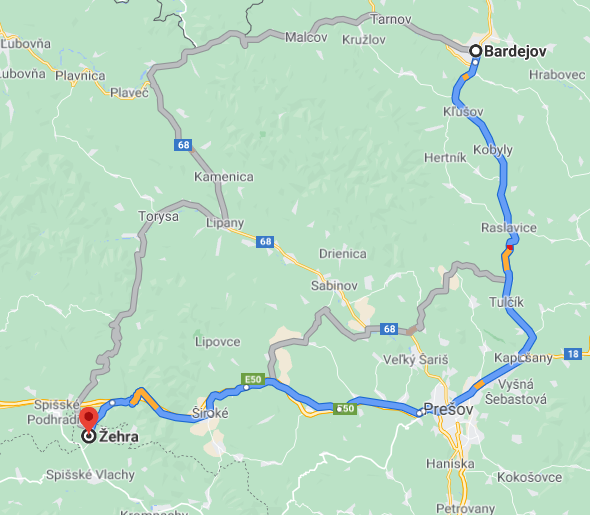 Tarnov
Ľubovňa
Malcov
Kružlov
Bardejov
Ľubovňa
Plavnica
Hrabovec
Plaveč
Kľušov
68
Kobyly
Hertník
Kamenica
Torysa
Lipany
Raslavice
68
Drienica
Sabinov
Tulčík
68
Lipovce
Veľký Šariš
Kapušany
18
E50
Vyšná
Šebastová
Spišské
Podhradie
Široké
E50
Prešov
Žehra
Haniska
Spišské Vlachy
Kokošovce
Petrovany
Krompachy